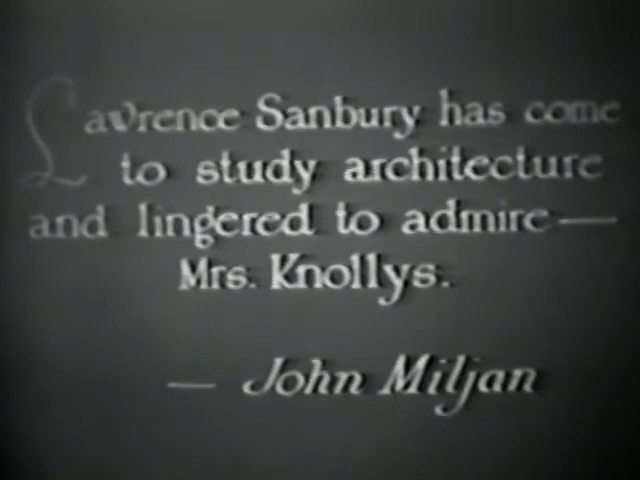 Lawrence Sanbury has come
to study architecture
and lingered to admire—
Mrs. Knollys.
— John Miljan